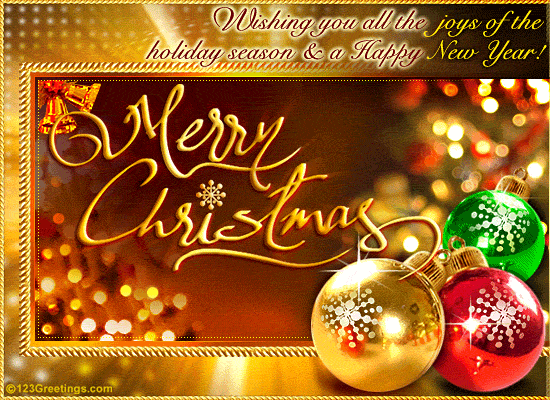 Wishing you all the joys of the
holiday season & a Happy New Year!
Merry
Christmas
©123Greetings.com